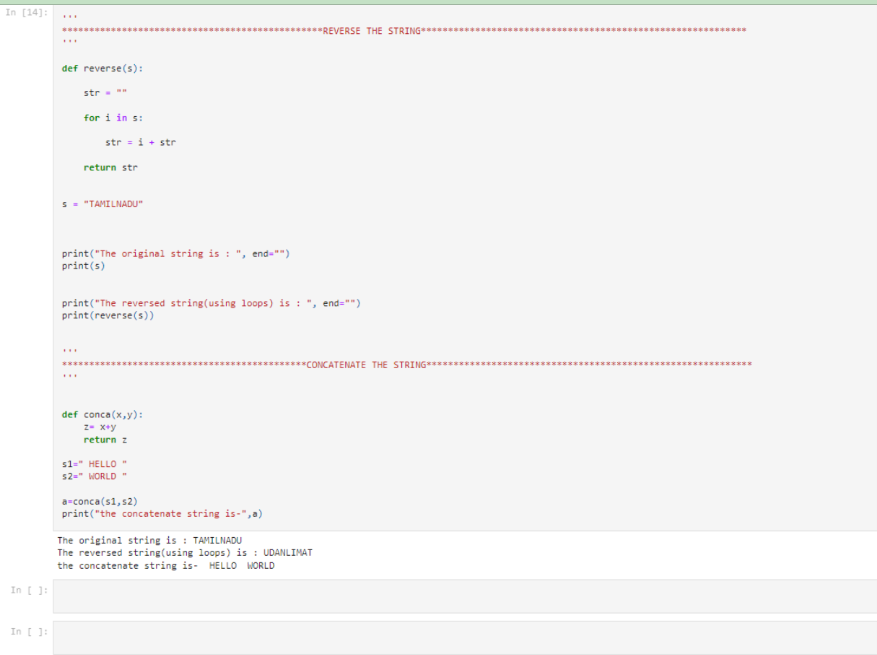 In [14]:
'''
************************************************REVERSE THE STRING************************************************************
'''
def reverse(s):
    str = ""
    for i in s:
        str = i + str
    return str
s = "TAMILNADU"
print("The original string is : ", end="")
print(s)
print("The reversed string(using loops) is : ", end="")
print(reverse(s))
'''
*********************************************CONCATENATE THE STRING************************************************************
'''
def conca(x,y):
    z= x+y
    return z
s1=" HELLO "
s2=" WORLD "
a=conca(s1,s2)
print("the concatenate string is-",a)
The original string is : TAMILNADU
The reversed string(using loops) is : UDANLIMAT
the concatenate string is-  HELLO  WORLD
In [ ]:
In [ ]: